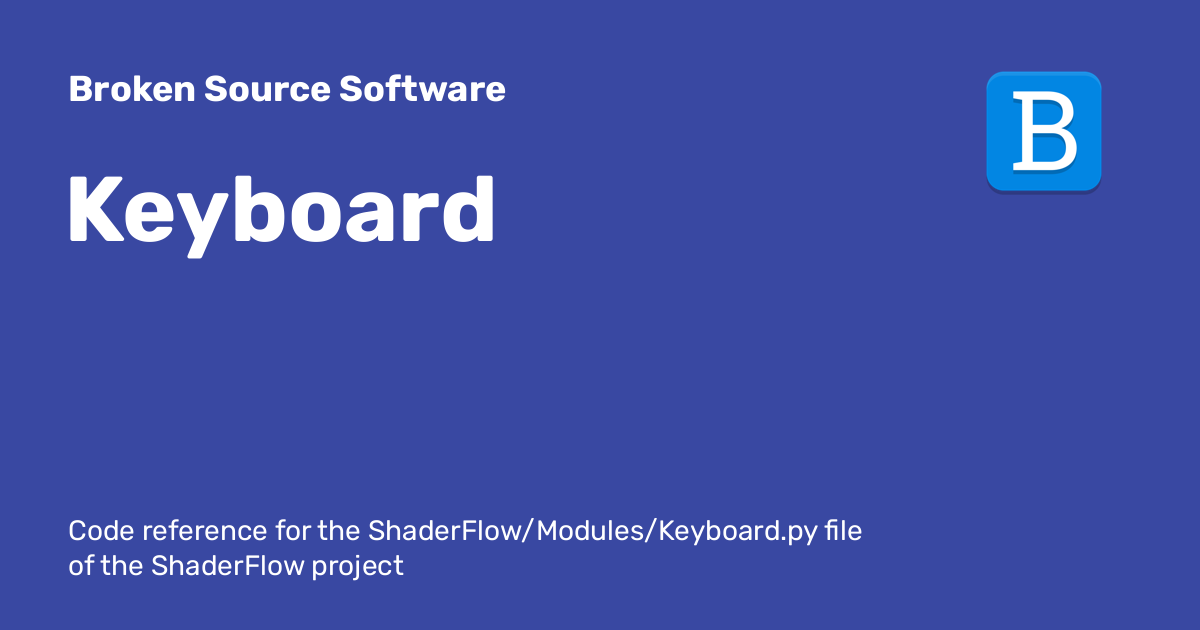 Broken Source Software
B
Keyboard
Code reference for the ShaderFlow/Modules/Keyboard.py file
of the ShaderFlow project